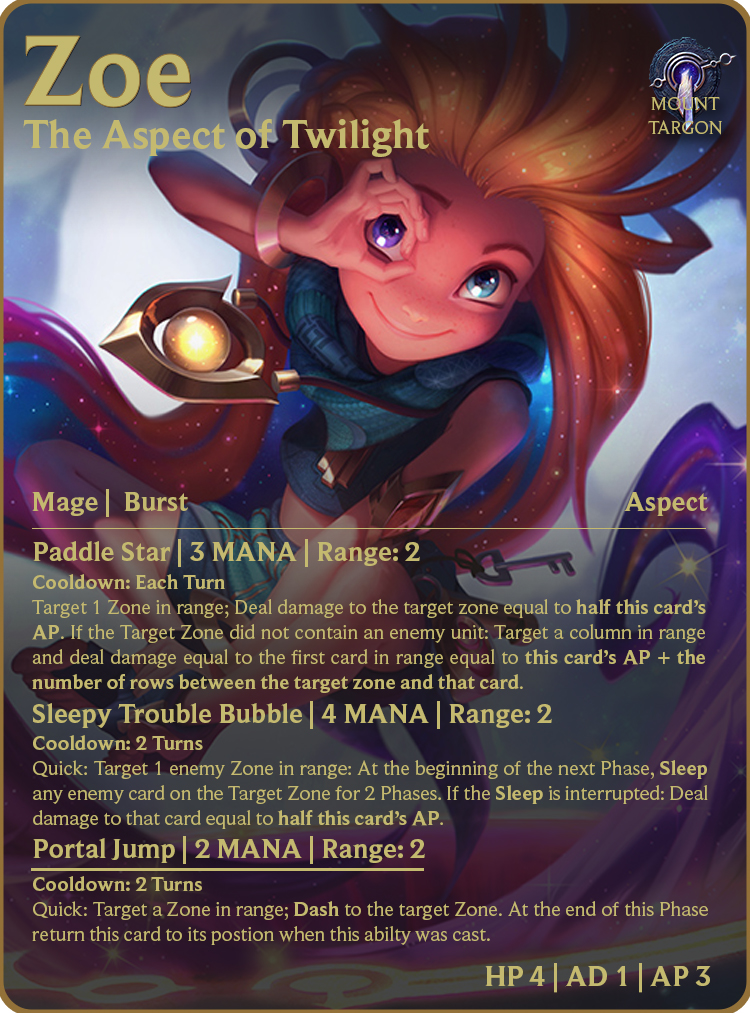 Zoe
The Aspect of Twilight
MOUNT
TARGON
Mage | Burst
Aspect
Paddle Star | 3 MANA | Range: 2
Cooldown: Each Turn
Target 1 Zone in range; Deal damage to the target zone equal to half this card's
AP. If the Target Zone did not contain an enemy unit: Target a column in range
and deal damage equal to the first card in range equal to this card's AP + the
number of rows between the target zone and that card.
Sleepy Trouble Bubble | 4 MANA | Range: 2
Cooldown: 2 Turns
Quick: Target 1 enemy Zone in range: At the beginning of the next Phase, Sleep
any enemy card on the Target Zone for 2 Phases. If the Sleep is interrupted: Deal
damage to that card equal to half this card's AP.
Portal Jump | 2 MANA | Range: 2
Cooldown: 2 Turns
Quick: Target a Zone in range; Dash to the target Zone. At the end of this Phase
return this card to its postion when this abilty was cast.
HP 4 | AD 1 | AP 3